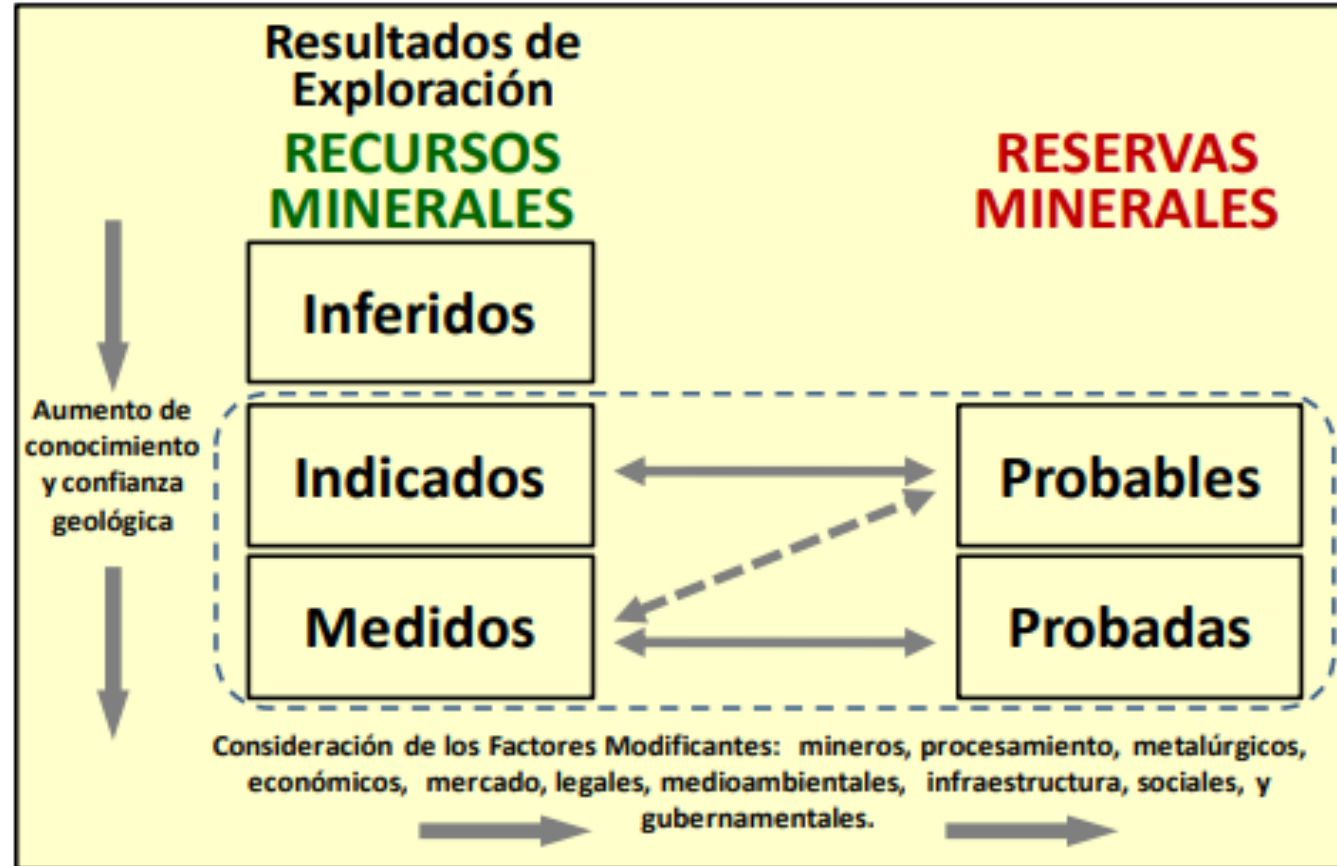 Resultados de
Exploración
RECURSOS
MINERALES
RESERVAS
MINERALES
Inferidos
Aumento de
conocimiento
y confianza
geológica
Indicados
Probables
Medidos
Probadas
Consideración de los Factores Modificantes: mineros, procesamiento, metalúrgicos,
económicos, mercado, legales, medioambientales, infraestructura, sociales, y
gubernamentales.